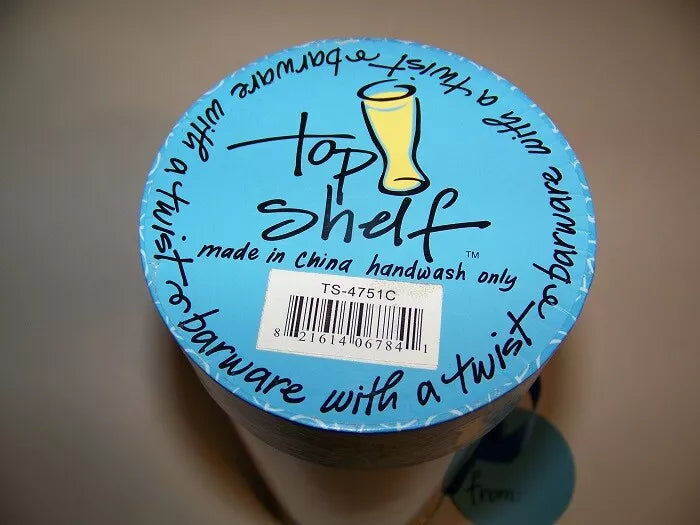 top
shelf
™
made in China handwash only
TS-4751C
8 21614 06784 1
barware with a twist
barware with a twist
barware with a twist
barware with a twist
from: